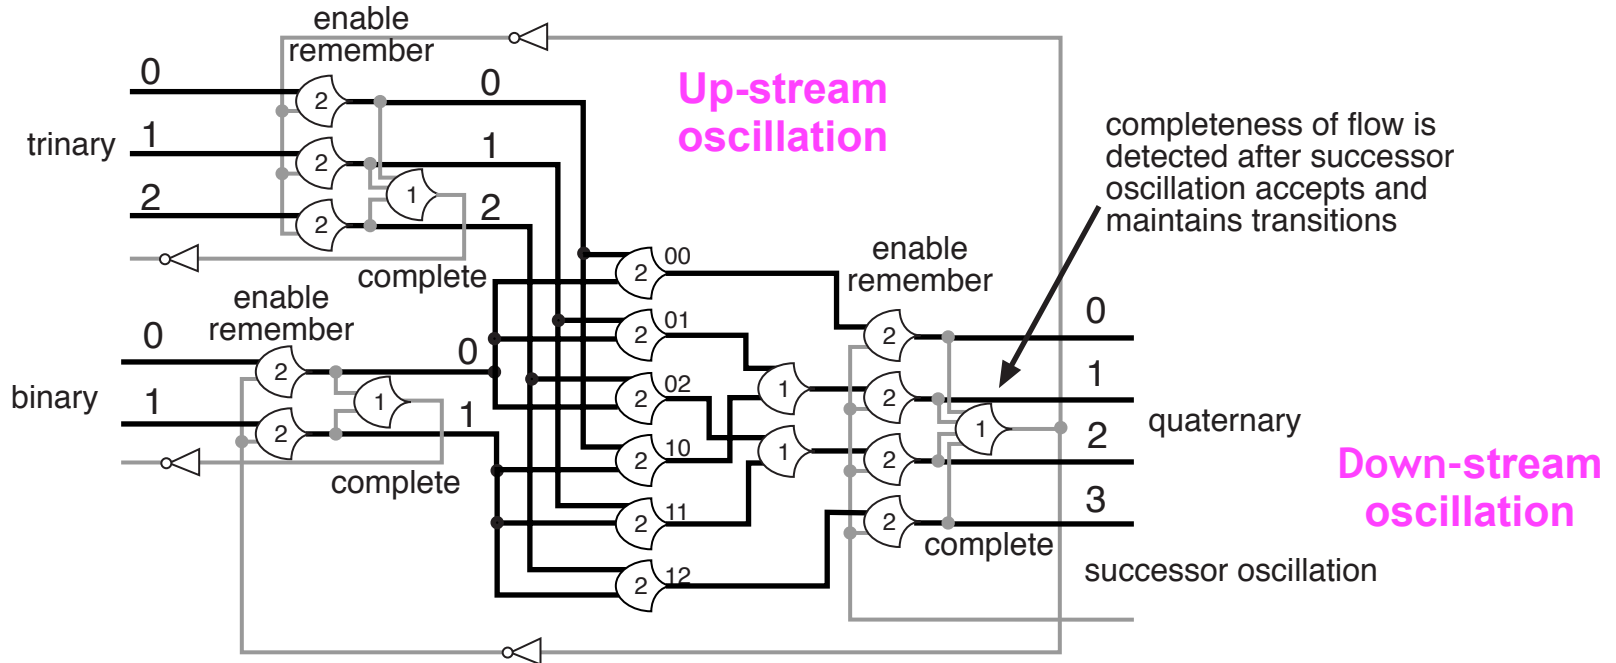 enable
remember
0
1
2
trinary
2
2
2
1
0
1
2
complete
Up-stream
oscillation
completeness of flow is
detected after successor
oscillation accepts and
maintains transitions
enable
remember
0
1
binary
2
2
1
0
1
complete
2
00
2
01
2
02
2
10
2
11
2
12
1
1
enable
remember
2
2
2
2
1
complete
0
1
2
3
quaternary
Down-stream
oscillation
successor oscillation